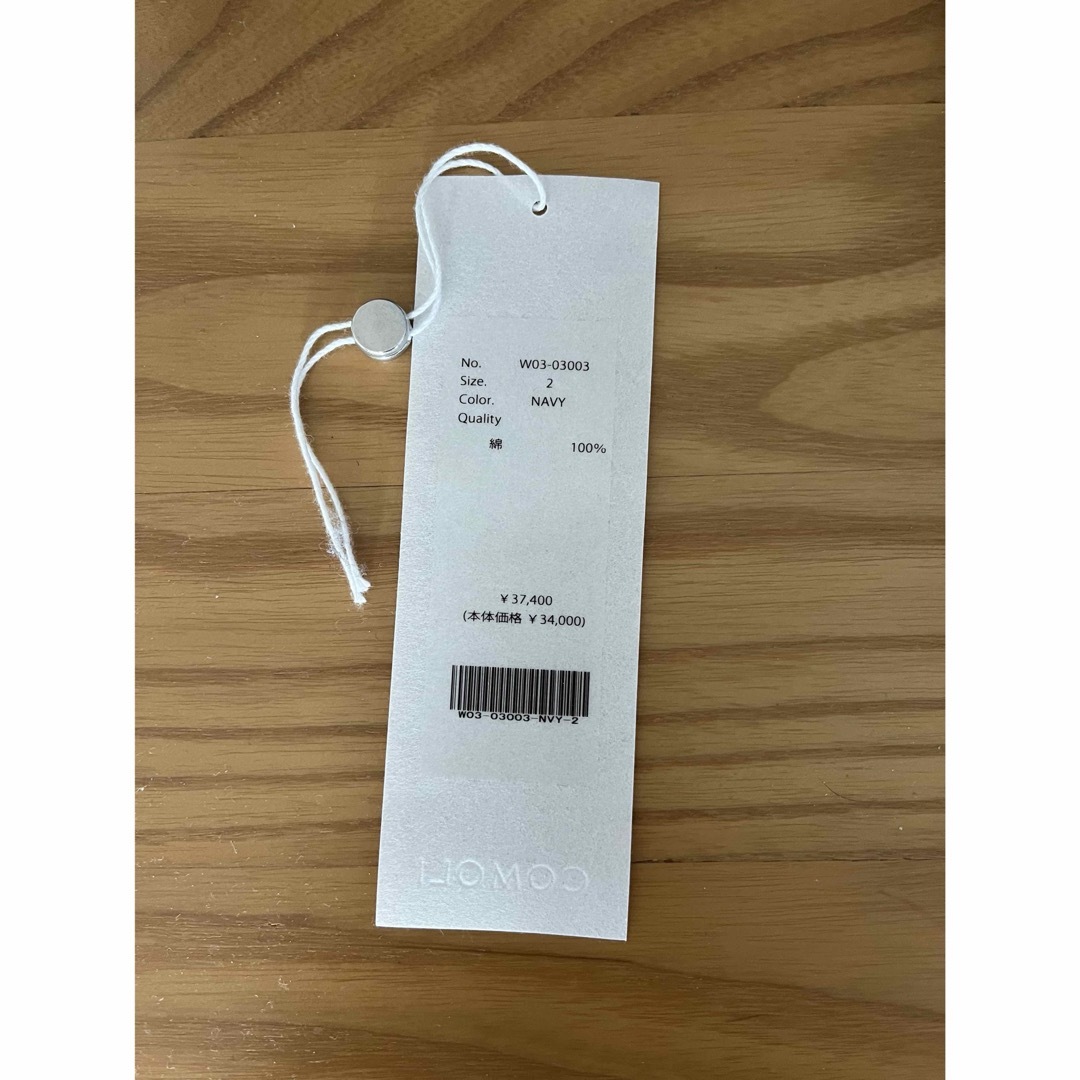 No. W03-03003
Size. 2
Color. NAVY
Quality
綿 100%
¥37,400
(本体価格 ¥34,000)
W03-03003-NVY-2
COMOLI